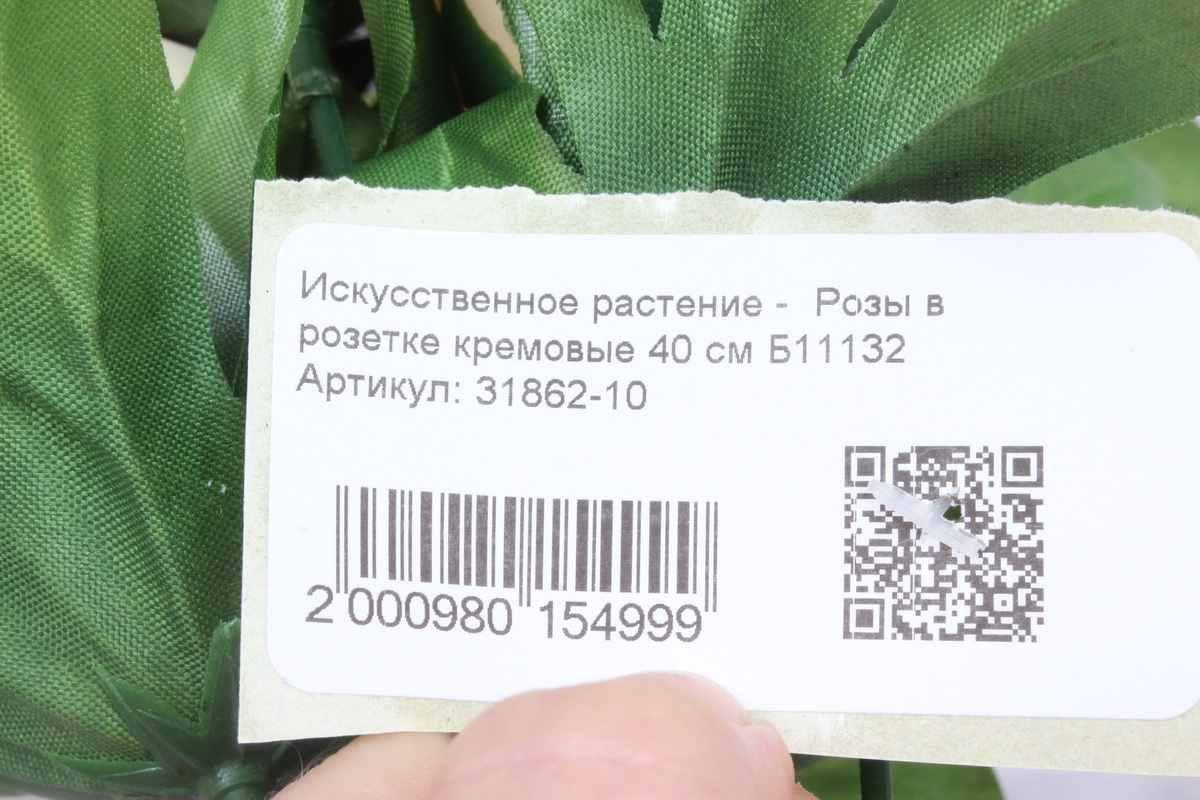 Искусственное растение - Розы в
розетке кремовые 40 см Б11132
Артикул: 31862-10
2 000980 154999